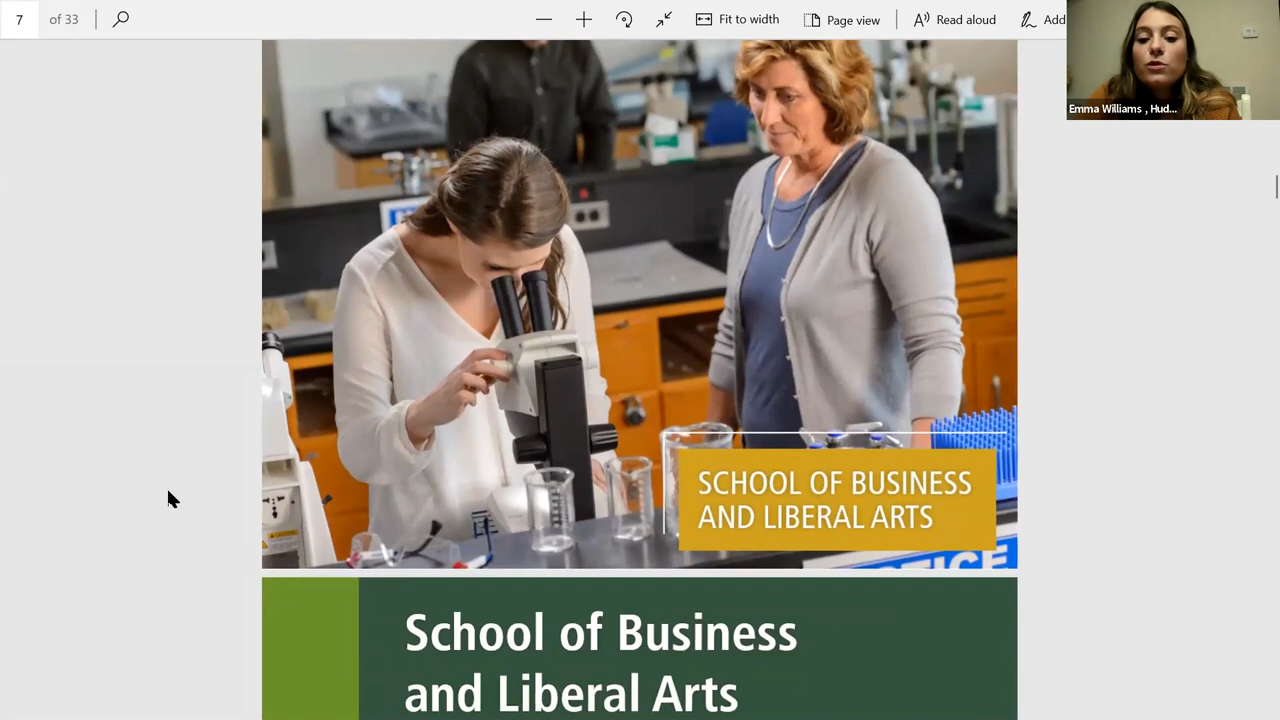 7 of 33
Fit to width
Page view
Read aloud
Add
Emma Williams , Hud...
SCHOOL OF BUSINESS
AND LIBERAL ARTS
NOTICE
School of Business
and Liberal Arts